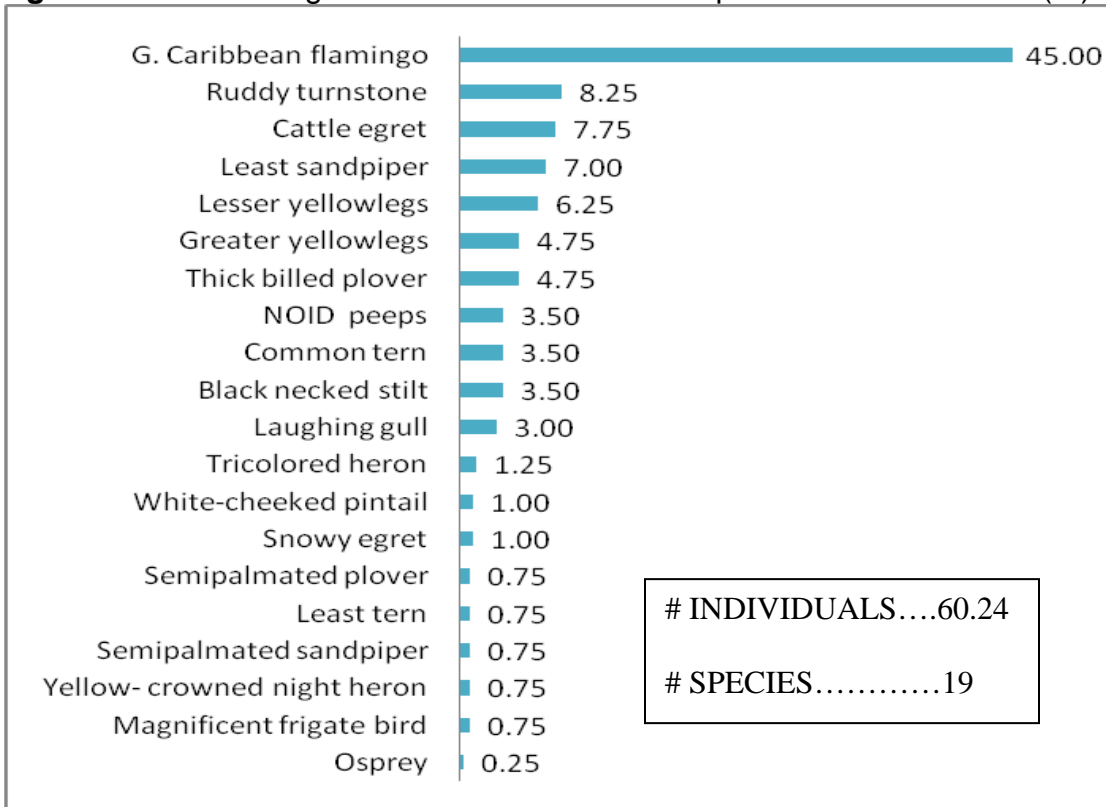 G. Caribbean flamingo 45.00
Ruddy turnstone 8.25
Cattle egret 7.75
Least sandpiper 7.00
Lesser yellowlegs 6.25
Greater yellowlegs 4.75
Thick billed plover 4.75
NOID peeps 3.50
Common tern 3.50
Black necked stilt 3.50
Laughing gull 3.00
Tricolored heron 1.25
White-cheeked pintail 1.00
Snowy egret 1.00
Semipalmated plover 0.75
Least tern 0.75
Semipalmated sandpiper 0.75
Yellow- crowned night heron 0.75
Magnificent frigate bird 0.75
Osprey 0.25
# INDIVIDUALS....60.24
# SPECIES............19